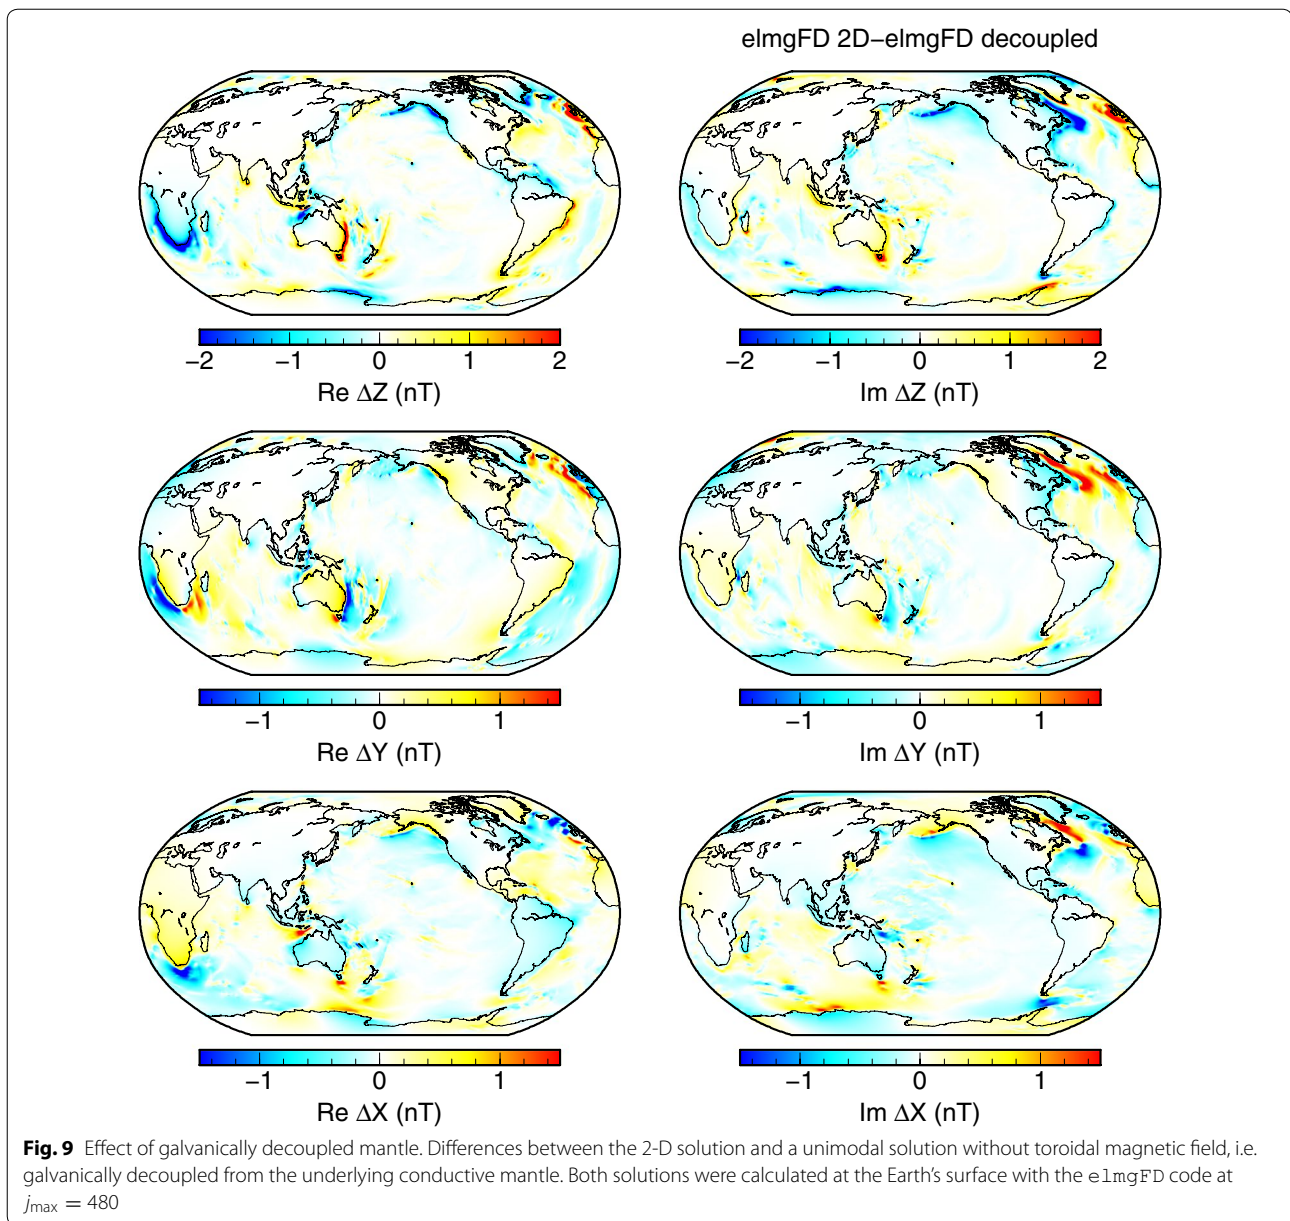 elmgFD 2D−elmgFD decoupled
−2 −1 0 1 2
Re ΔZ (nT)
−2 −1 0 1 2
Im ΔZ (nT)
−1 0 1
Re ΔY (nT)
−1 0 1
Im ΔY (nT)
−1 0 1
Re ΔX (nT)
−1 0 1
Im ΔX (nT)
Fig. 9 Effect of galvanically decoupled mantle. Differences between the 2-D solution and a unimodal solution without toroidal magnetic field, i.e.
galvanically decoupled from the underlying conductive mantle. Both solutions were calculated at the Earth's surface with the elmgFD code at
jmax = 480